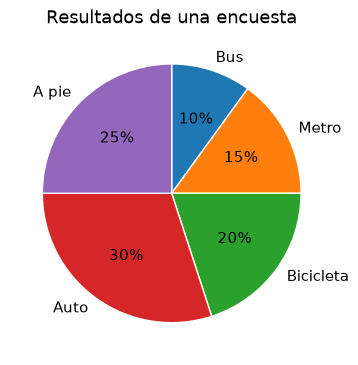 Resultados de una encuesta
Bus
10%
Metro
15%
Bicicleta
20%
Auto
30%
A pie
25%